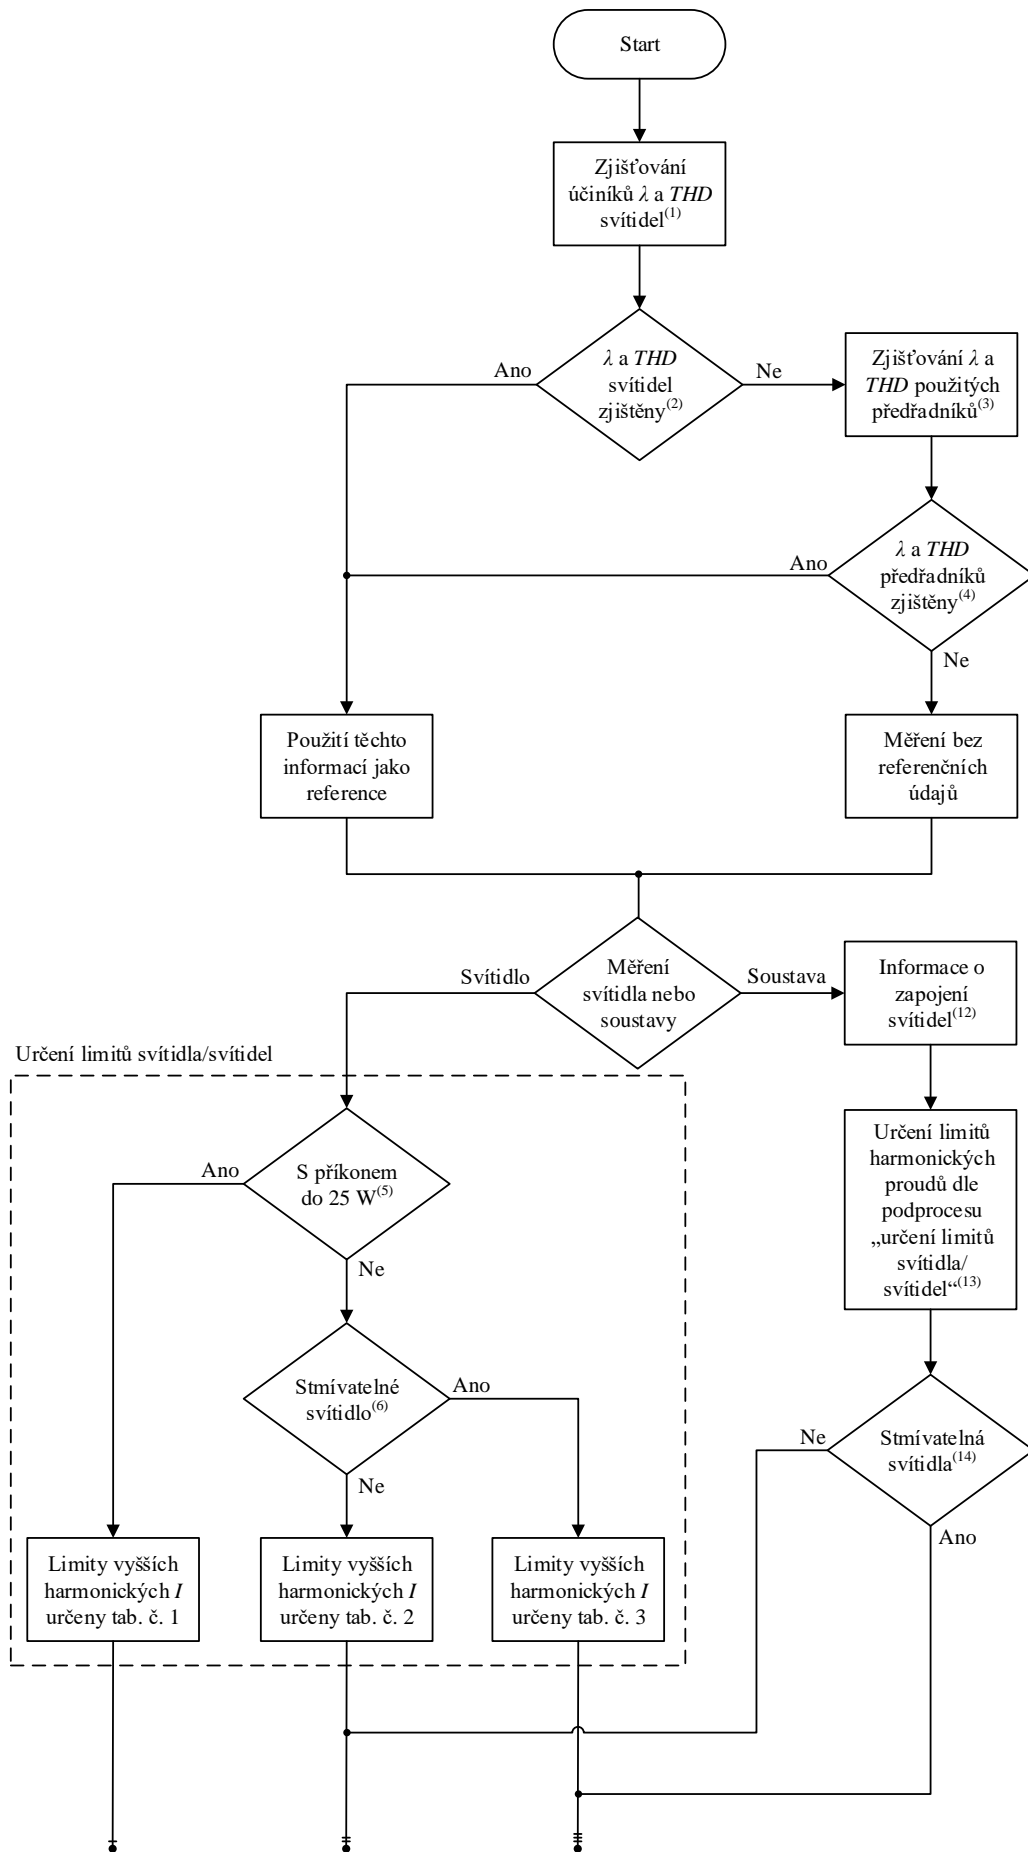 Start
Zjišťování
účiníků λ a THD
svítidel(1)
λ a THD
svítidel
zjištěny(2)
Ano
Ne
Zjišťování λ a
THD použitých
předřadníků(3)
λ a THD
předřadníků
zjištěny(4)
Ano
Ne
Použití těchto
informací jako
reference
Měření bez
referenčních
údajů
Měření
svítidla nebo
soustavy
Svítidlo
Soustava
Informace o
zapojení
svítidel(12)
Určení limitů svítidla/svítidel
S příkonem
do 25 W(5)
Ano
Ne
Určení limitů
harmonických
proudů dle
podprocesu
„určení limitů
svítidla/
svítidel“(13)
Stmívatelné
svítidlo(6)
Ano
Ne
Stmívatelná
svítidla(14)
Ne
Ano
Limity vyšších
harmonických I
určeny tab. č. 1
Limity vyšších
harmonických I
určeny tab. č. 2
Limity vyšších
harmonických I
určeny tab. č. 3